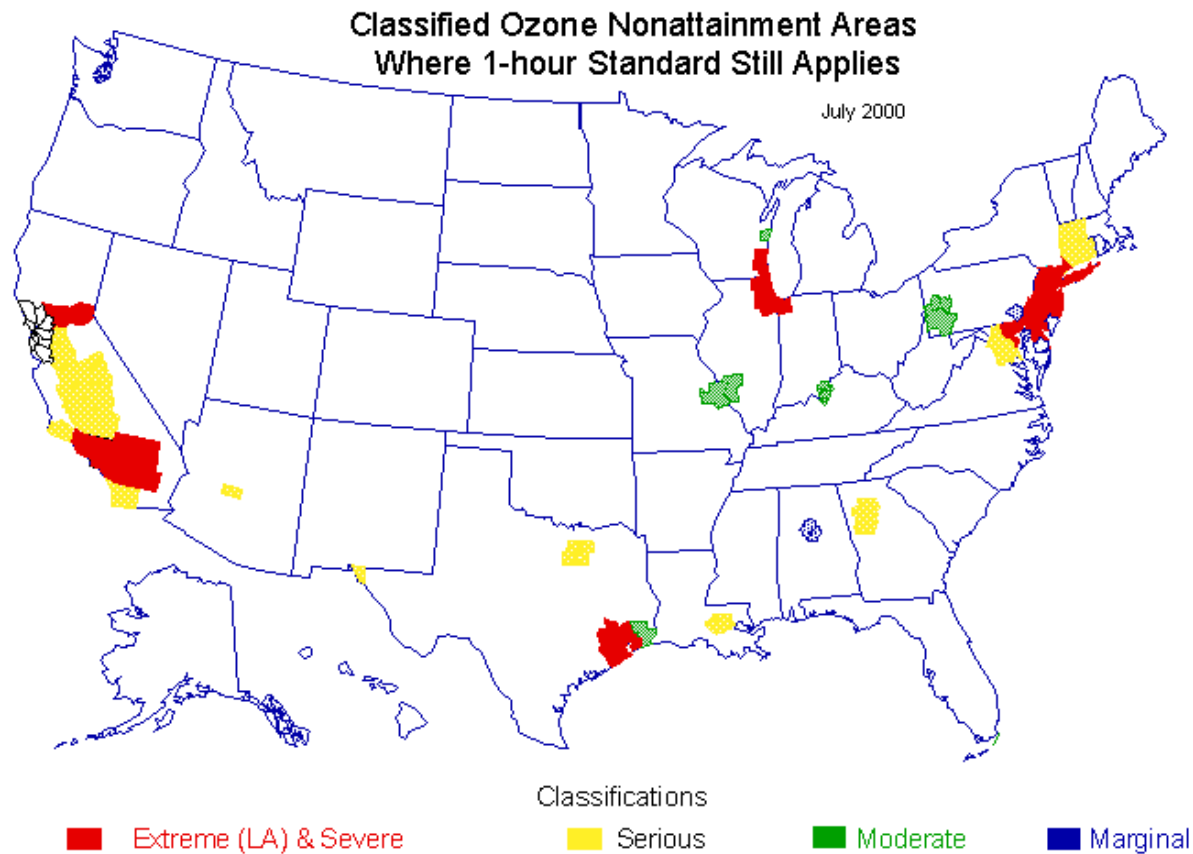 Classified Ozone Nonattainment Areas
Where 1-hour Standard Still Applies
July 2000
Classifications
Extreme (LA) & Severe
Serious
Moderate
Marginal